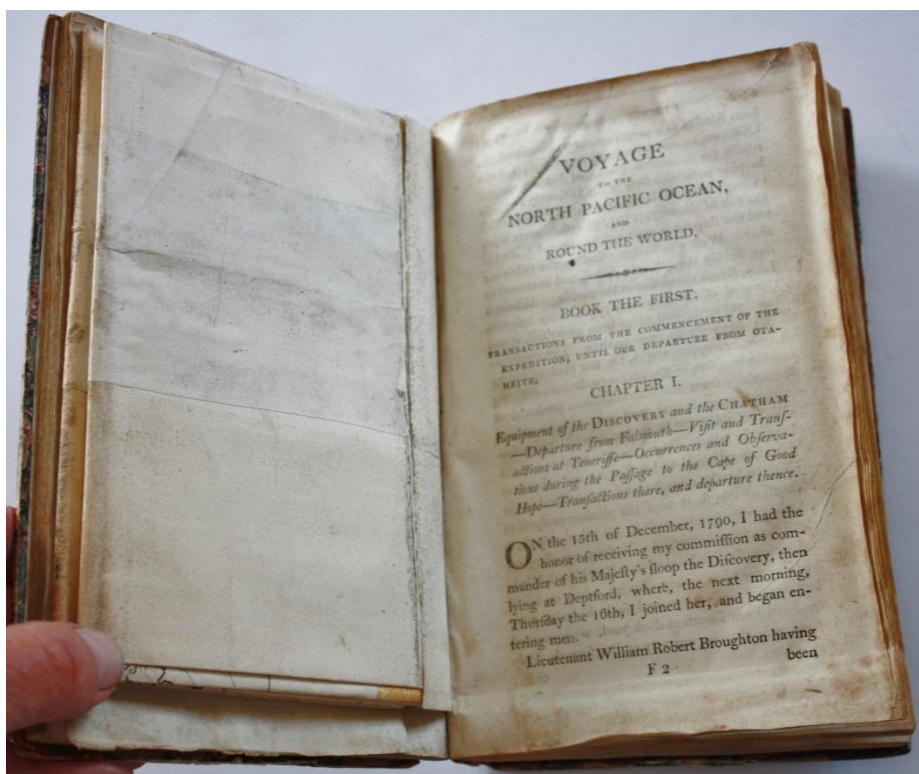 VOYAGE
TO THE
NORTH PACIFIC OCEAN,
AND
ROUND THE WORLD.
BOOK THE FIRST.
TRANSACTIONS FROM THE COMMENCEMENT OF THE
EXPEDITION, UNTIL OUR DEPARTURE FROM OTA-
HEITE.
CHAPTER I.
Equipment of the DISCOVERY and the CHATHAM
—Departure from Falmouth—Viſit and Tranſ-
actions at Teneriffe—Occurrences and Obſerva-
tions during the Paſſage to the Cape of Good
Hope—Tranſactions there, and departure thence.
ON the 15th of December, 1790, I had the
honor of receiving my commiſſion as com-
mander of his Majeſty's ſloop the Diſcovery, then
lying at Deptford, where, the next morning,
Thurſday the 16th, I joined her, and began en-
tering men.
Lieutenant William Robert Broughton having
F 2
been